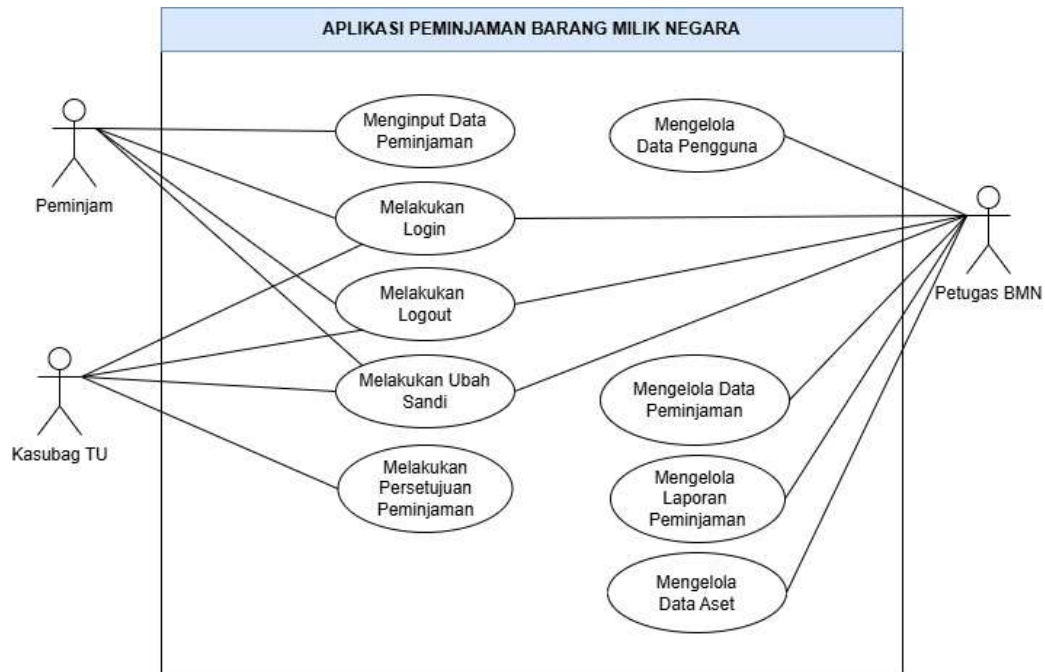 APLIKASI PEMINJAMAN BARANG MILIK NEGARA
Menginput Data
Peminjaman
Mengelola
Data Pengguna
Peminjam
Melakukan
Login
Melakukan
Logout
Petugas BMN
Melakukan Ubah
Sandi
Mengelola Data
Peminjaman
Kasubag TU
Melakukan
Persetujuan
Peminjaman
Mengelola
Laporan
Peminjaman
Mengelola
Data Aset